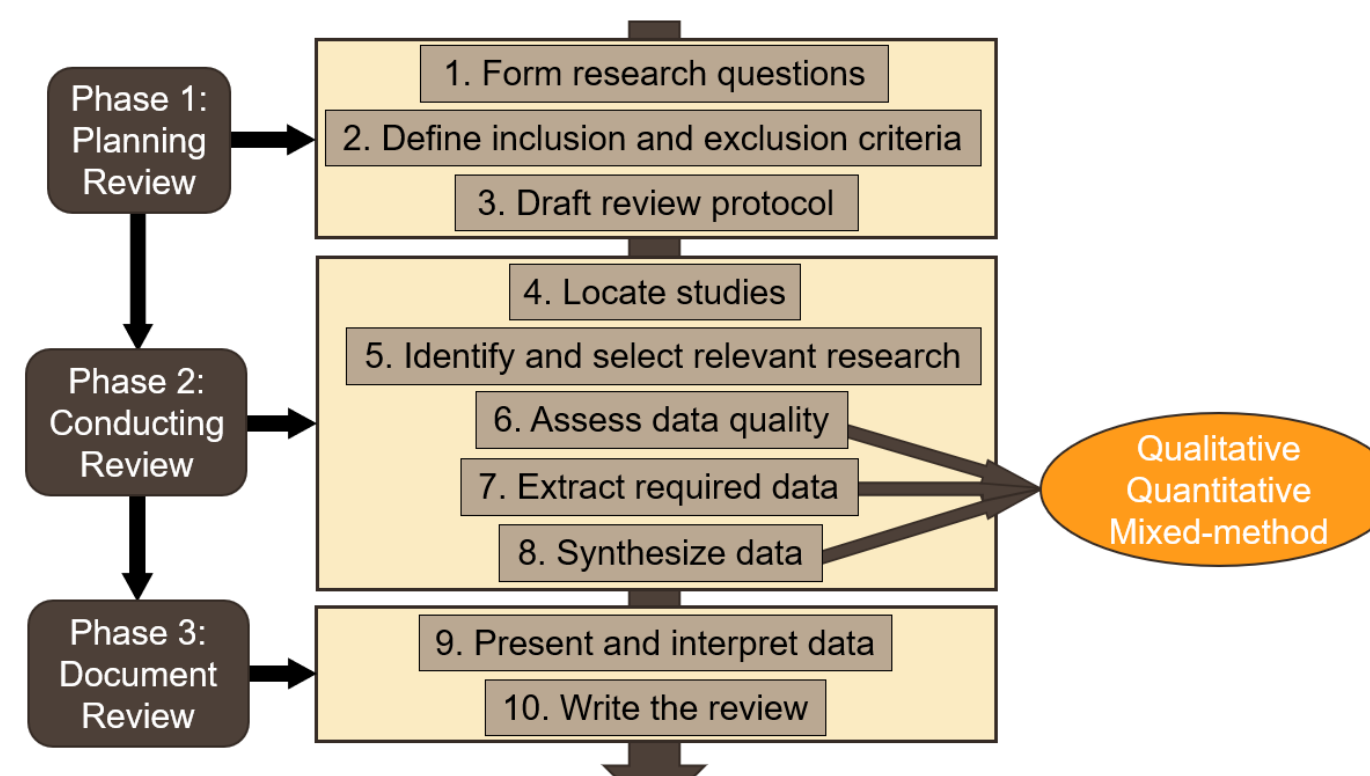 Phase 1:
Planning
Review
1. Form research questions
2. Define inclusion and exclusion criteria
3. Draft review protocol
Phase 2:
Conducting
Review
4. Locate studies
5. Identify and select relevant research
6. Assess data quality
7. Extract required data
8. Synthesize data
Qualitative
Quantitative
Mixed-method
Phase 3:
Document
Review
9. Present and interpret data
10. Write the review